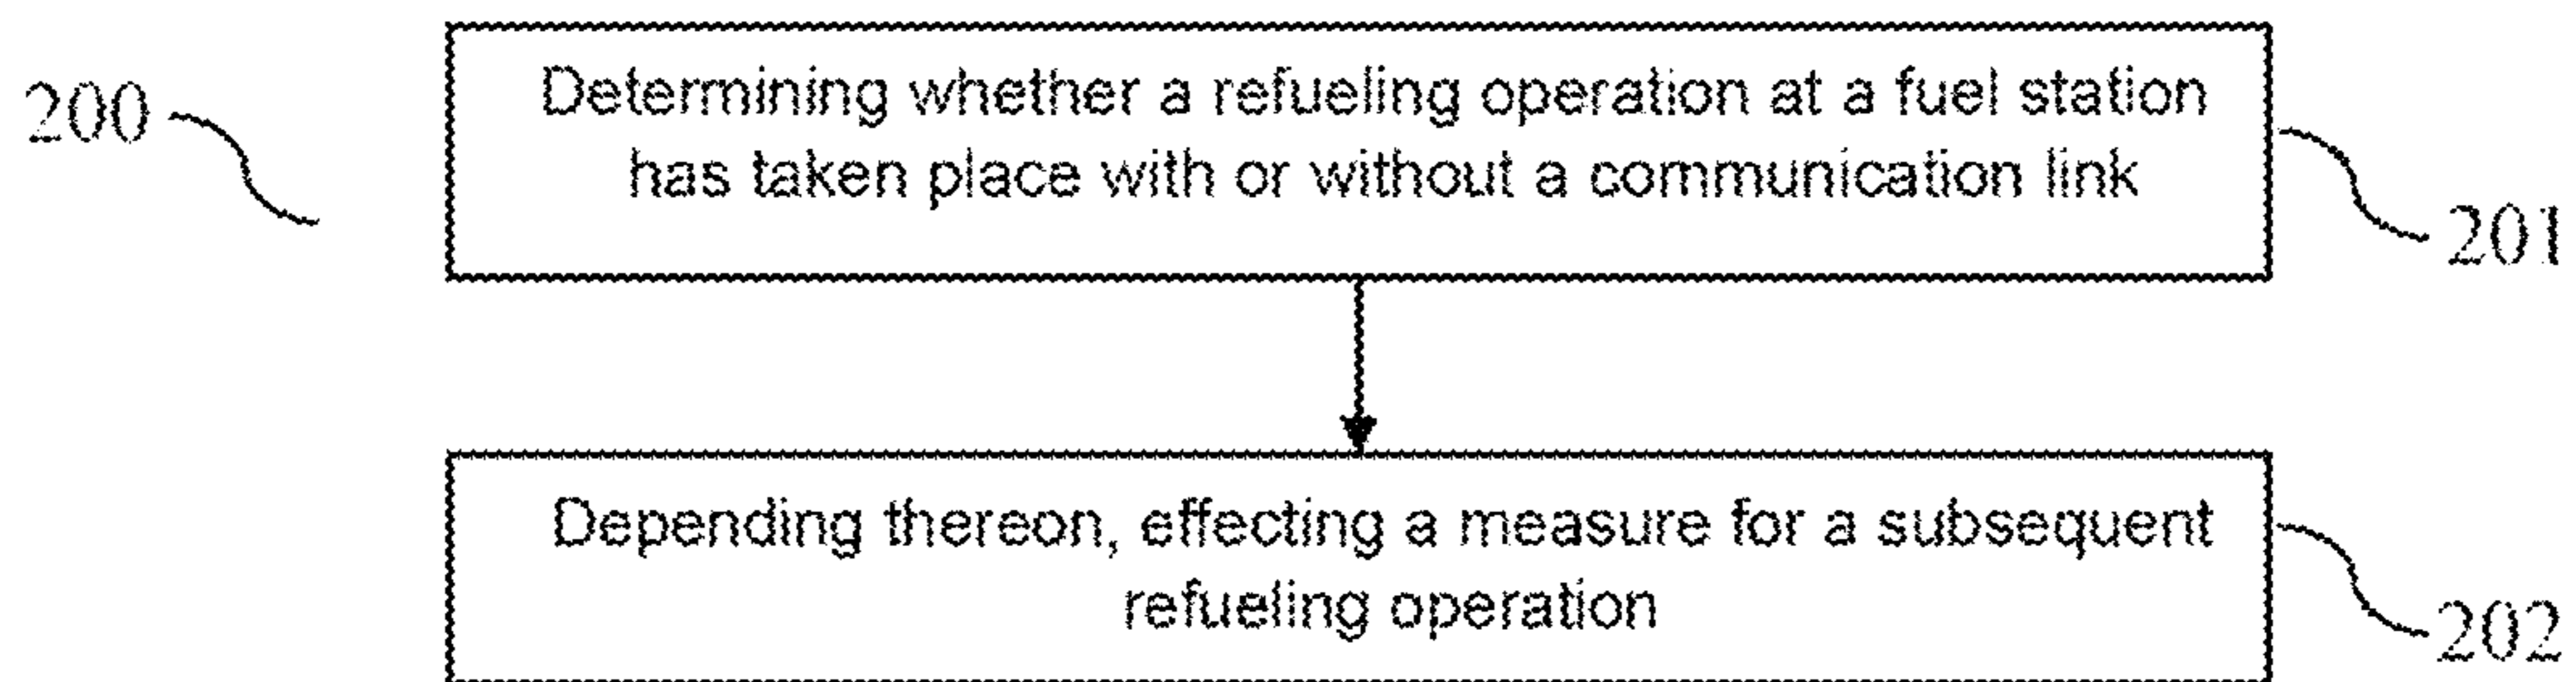 200
Determining whether a refueling operation at a fuel station
has taken place with or without a communication link
201
Depending thereon, effecting a measure for a subsequent
refueling operation
202